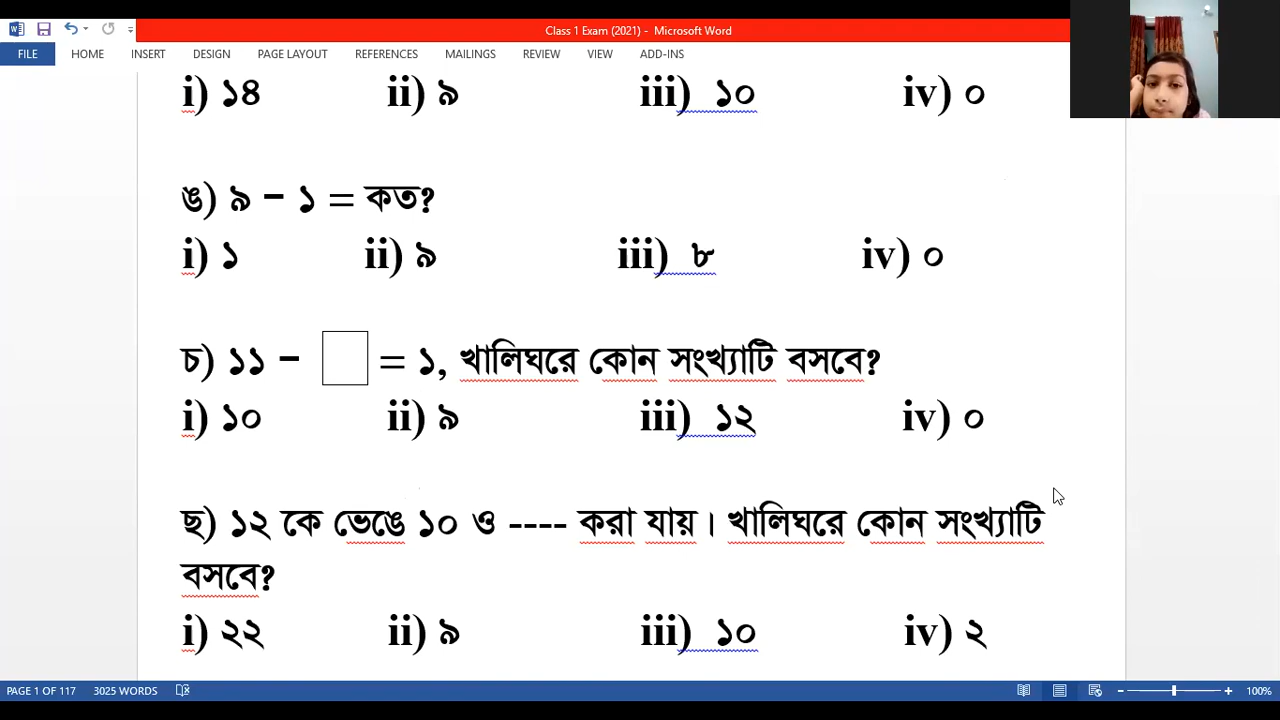 Class 1 Exam (2021) - Microsoft Word
FILE HOME INSERT DESIGN PAGE LAYOUT REFERENCES MAILINGS REVIEW VIEW ADD-INS
i) ১৪ ii) ৯ iii) ১০ iv) ০
ঙ) ৯ - ১ = কত?
i) ১ ii) ৯ iii) ৮ iv) ০
চ) ১১ - = ১, খালিঘরে কোন সংখ্যাটি বসবে?
i) ১০ ii) ৯ iii) ১২ iv) ০
ছ) ১২ কে ভেঙে ১০ ও ---- করা যায়। খালিঘরে কোন সংখ্যাটি
বসবে?
i) ২২ ii) ৯ iii) ১০ iv) ২
PAGE 1 OF 117 3025 WORDS 100%